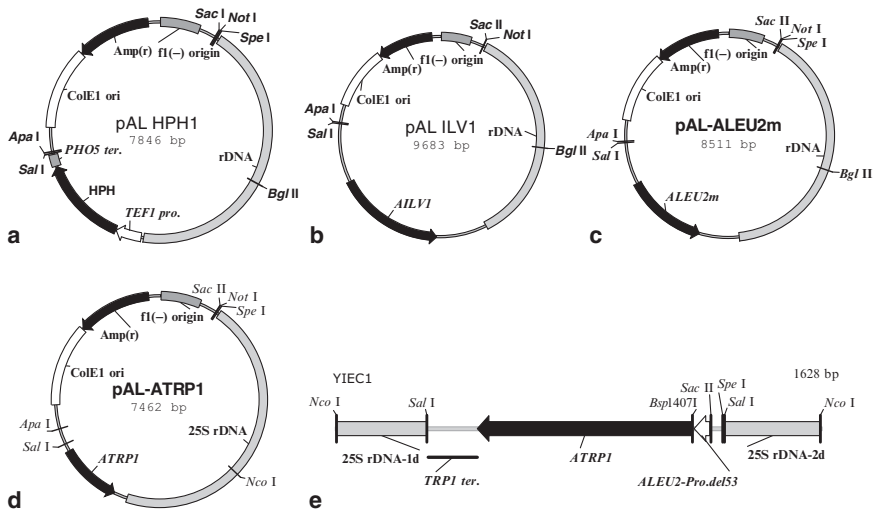 Sac I
Not I
Spe I
Amp(r)
f1(−) origin
ColE1 ori
pAL HPH1
7846 bp
Apa I
PHO5 ter.
Sal I
rDNA
Bgl II
HPH
TEF1 pro.
a
Sac II
Not I
Amp(r)
f1(−) origin
ColE1 ori
Apa I
Sal I
pAL ILV1
9683 bp
rDNA
Bgl II
AILV1
b
Sac II
Not I
Spe I
f1(−) origin
Amp(r)
ColE1 ori
pAL-ALEU2m
8511 bp
Apa I
Sal I
rDNA
Bgl II
ALEU2m
c
Sac II
Not I
Spe I
f1(−) origin
Amp(r)
ColE1 ori
pAL-ATRP1
7462 bp
Apa I
Sal I
25S rDNA
ATRP1
Nco I
d
YIEC1
1628 bp
Nco I
Sal I
Bsp1407I
Sac II
Spe I
Sal I
Nco I
25S rDNA-1d
TRP1 ter.
ATRP1
ALEU2-Pro.del53
25S rDNA-2d
e